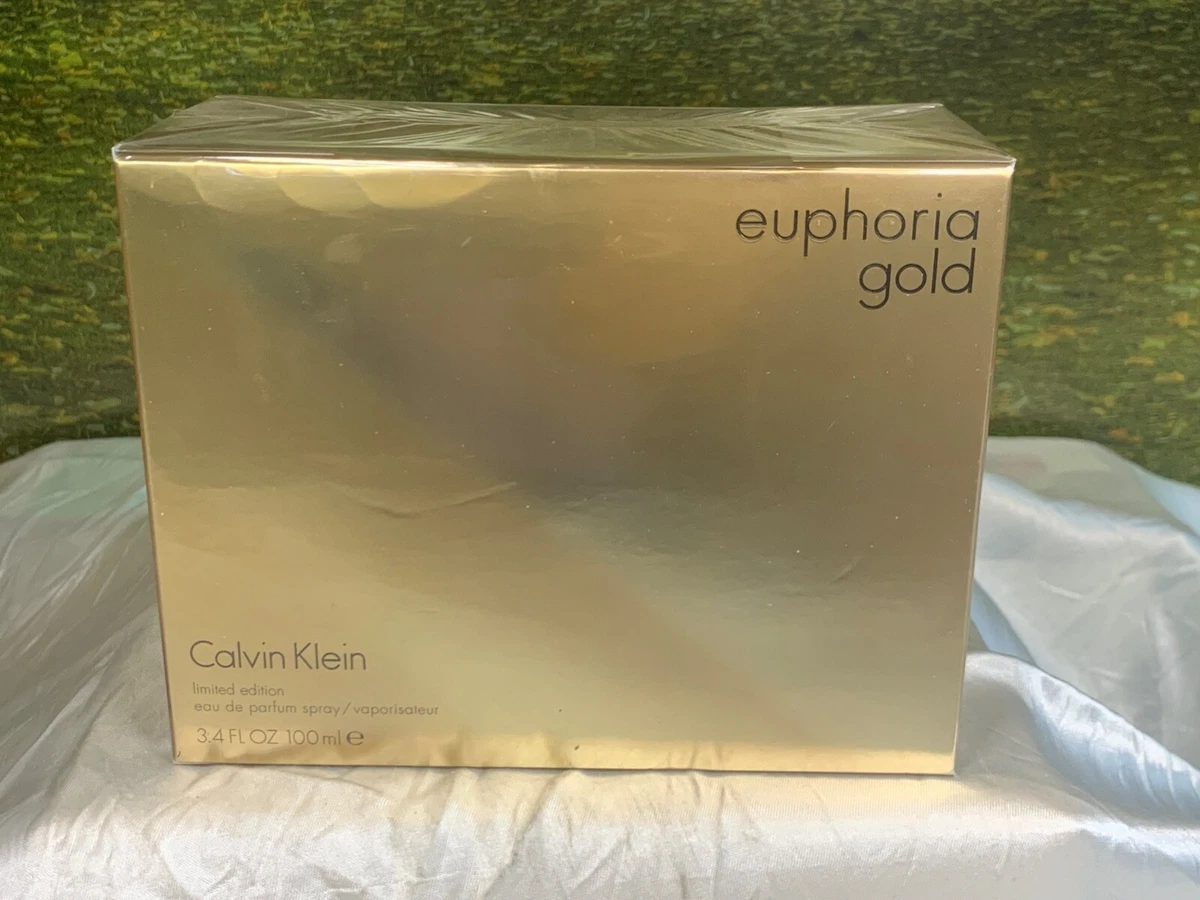 euphoria
gold
Calvin Klein
limited edition
eau de parfum spray/vaporisateur
3.4 FL OZ 100 ml ℮